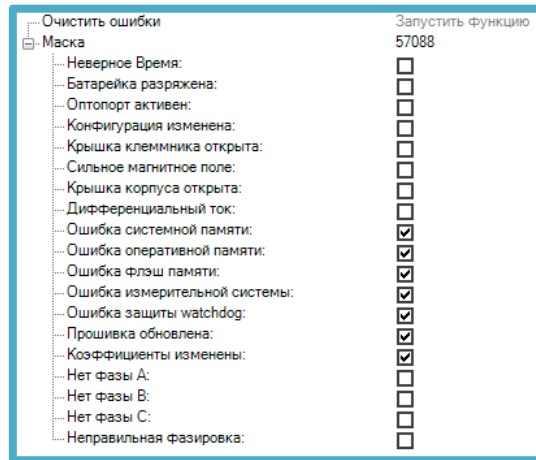 Очистить ошибки Запустить функцию
Маска 57088
Неверное Время:
Батарейка разряжена:
Оптопорт активен:
Конфигурация изменена:
Крышка клеммника открыта:
Сильное магнитное поле:
Крышка корпуса открыта:
Дифференциальный ток:
Ошибка системной памяти:
Ошибка оперативной памяти:
Ошибка флэш памяти:
Ошибка измерительной системы:
Ошибка защиты watchdog:
Прошивка обновлена:
Коэффициенты изменены:
Нет фазы A:
Нет фазы B:
Нет фазы C:
Неправильная фазировка: